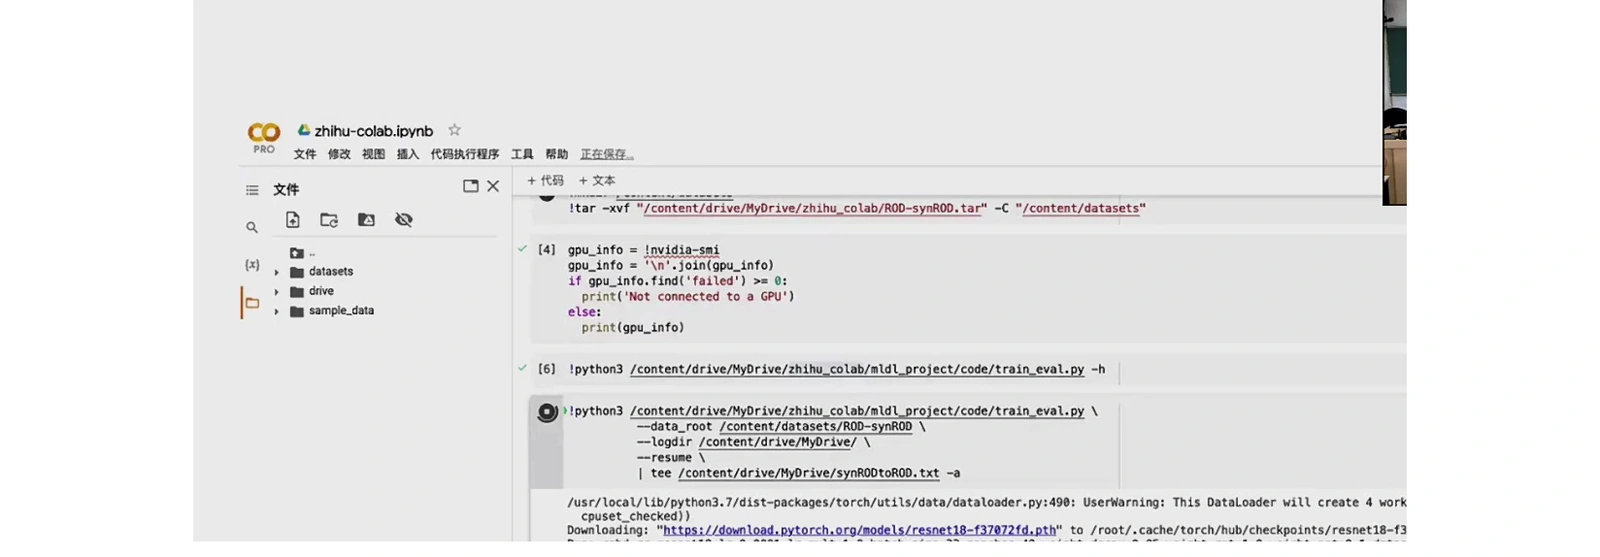 zhihu-colab.ipynb
PRO
文件 修改 视图 插入 代码执行程序 工具 帮助 正在保存…
文件
+ 代码 + 文本
!tar -xvf "/content/drive/MyDrive/zhihu_colab/ROD-synROD.tar" -C "/content/datasets"
..
datasets
drive
sample_data
{x}
[4] gpu_info = !nvidia-smi
gpu_info = '\n'.join(gpu_info)
if gpu_info.find('failed') >= 0:
print('Not connected to a GPU')
else:
print(gpu_info)
[6] !python3 /content/drive/MyDrive/zhihu_colab/mldl_project/code/train_eval.py -h
!python3 /content/drive/MyDrive/zhihu_colab/mldl_project/code/train_eval.py \
--data_root /content/datasets/ROD-synROD \
--logdir /content/drive/MyDrive/ \
--resume \
| tee /content/drive/MyDrive/synRODtoROD.txt -a
/usr/local/lib/python3.7/dist-packages/torch/utils/data/dataloader.py:490: UserWarning: This DataLoader will create 4 work
cpuset_checked))
Downloading: "https://download.pytorch.org/models/resnet18-f37072fd.pth" to /root/.cache/torch/hub/checkpoints/resnet18-f3